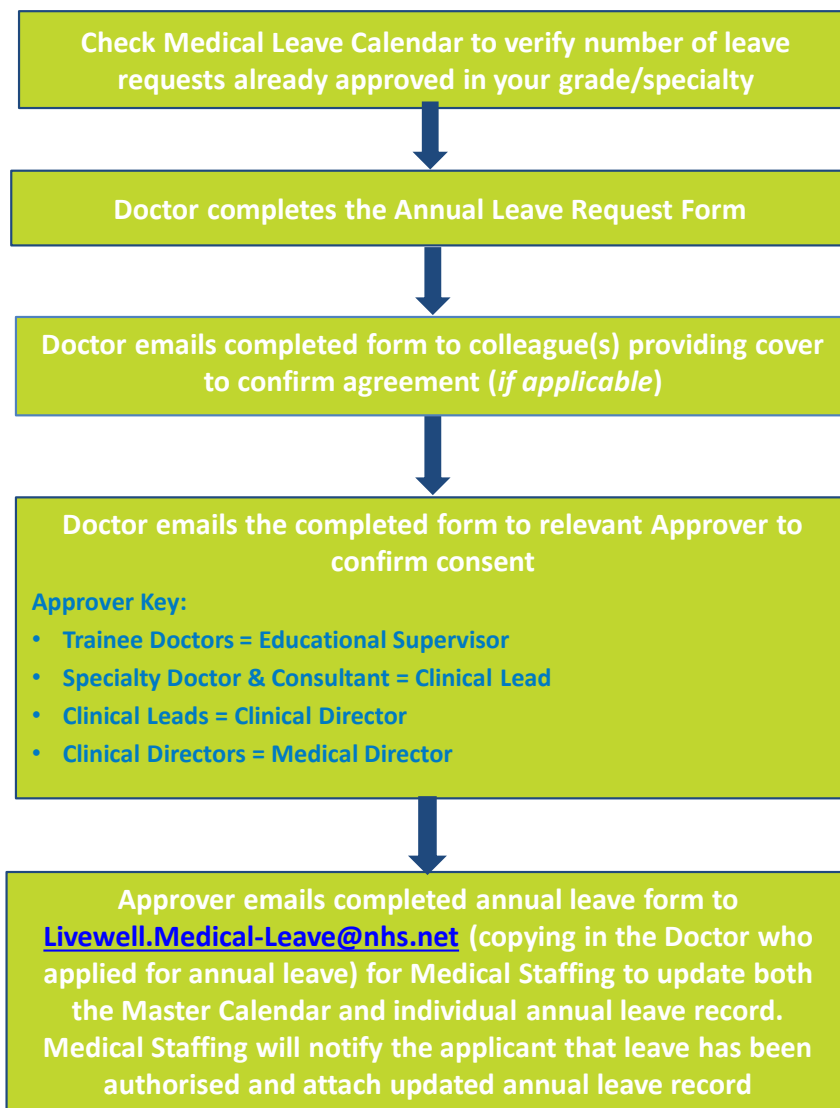 Check Medical Leave Calendar to verify number of leave
requests already approved in your grade/specialty
Doctor completes the Annual Leave Request Form
Doctor emails completed form to colleague(s) providing cover
to confirm agreement (if applicable)
Doctor emails the completed form to relevant Approver to
confirm consent
Approver Key:
• Trainee Doctors = Educational Supervisor
• Specialty Doctor & Consultant = Clinical Lead
• Clinical Leads = Clinical Director
• Clinical Directors = Medical Director
Approver emails completed annual leave form to
Livewell.Medical-Leave@nhs.net (copying in the Doctor who
applied for annual leave) for Medical Staffing to update both
the Master Calendar and individual annual leave record.
Medical Staffing will notify the applicant that leave has been
authorised and attach updated annual leave record